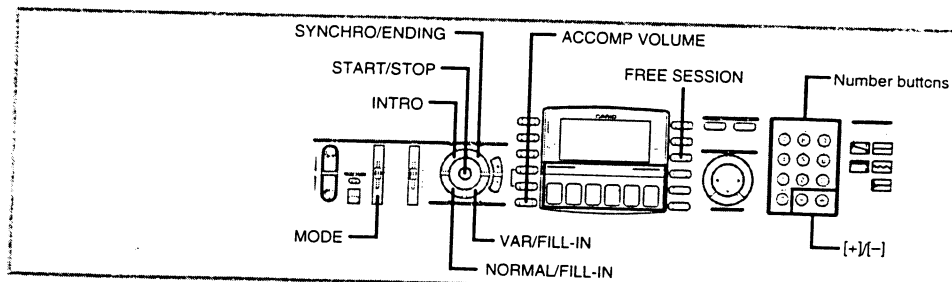 SYNCHRO/ENDING
START/STOP
INTRO
MODE
ACCOMP VOLUME
FREE SESSION
Number buttons
VAR/FILL-IN
NORMAL/FILL-IN
[+]/[–]
CASIO